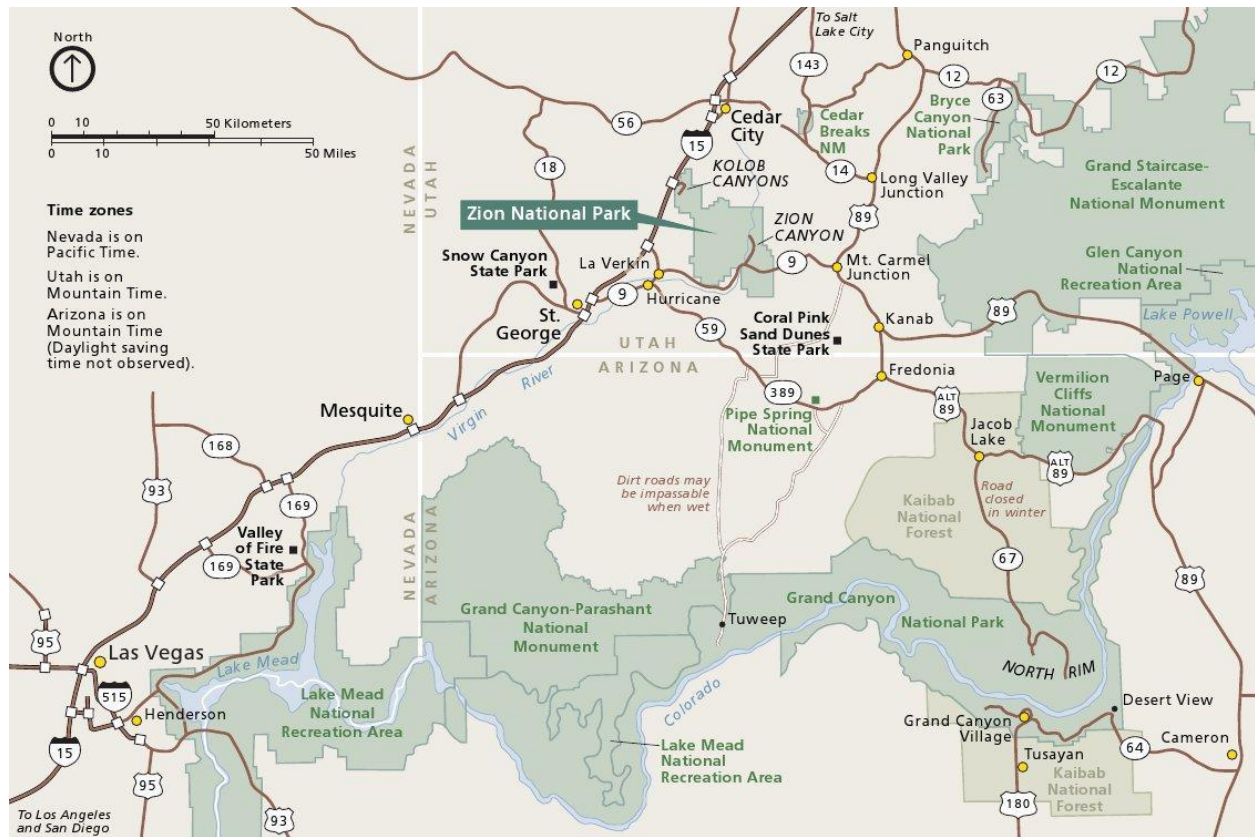 North
0 10 50 Kilometers
0 10 50 Miles
Time zones
Nevada is on
Pacific Time.
Utah is on
Mountain Time.
Arizona is on
Mountain Time
(Daylight saving
time not observed).
To Salt
Lake City
Panguitch
143
12
12
63
Bryce
Canyon
National
Park
Cedar
Breaks
NM
56
Cedar
City
15
KOLOB
CANYONS
14
Long Valley
Junction
18
NEVADA
UTAH
Grand Staircase-
Escalante
National Monument
89
Zion National Park
ZION
CANYON
Snow Canyon
State Park
La Verkin
9
Mt. Carmel
Junction
Glen Canyon
National
Recreation Area
9
Hurricane
St.
George
59
Coral Pink
Sand Dunes
State Park
Kanab
89
Lake Powell
UTAH
ARIZONA
Virgin River
Fredonia
Vermilion
Cliffs
National
Monument
Page
389
Pipe Spring
National
Monument
ALT
89
Jacob
Lake
ALT
89
Mesquite
168
93
169
Dirt roads may
be impassable
when wet
Road
closed
in winter
Kaibab
National
Forest
Valley
of Fire
State
Park
169
NEVADA
ARIZONA
67
89
Grand Canyon-Parashant
National
Monument
Tuweep
Grand Canyon
National Park
95
Las Vegas
Lake Mead
NORTH RIM
515
Henderson
Lake Mead
National
Recreation Area
Colorado
Desert View
Grand Canyon
Village
64
Cameron
15
Lake Mead
National
Recreation Area
Tusayan
95
Kaibab
National
Forest
180
93
To Los Angeles
and San Diego